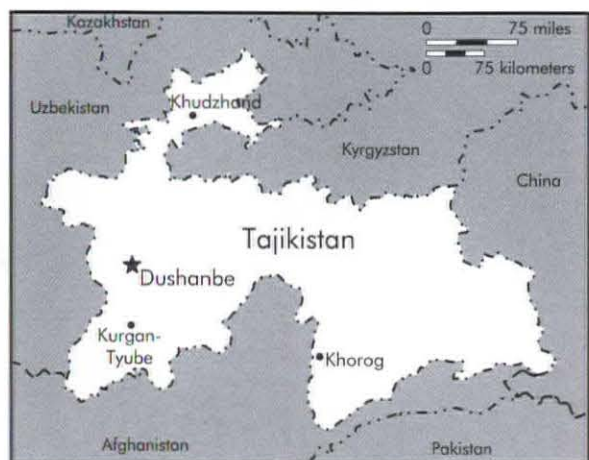 Kazakhstan
0 75 miles
0 75 kilometers
Uzbekistan
Khudzhand
Kyrgyzstan
China
Tajikistan
Dushanbe
Kurgan-
Tyube
Khorog
Afghanistan
Pakistan